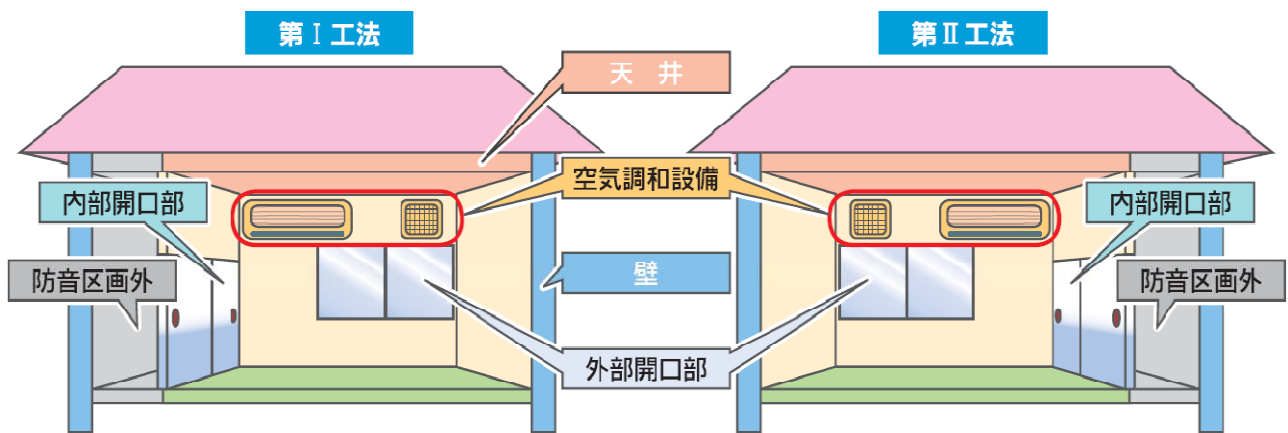 第Ⅰ工法
第Ⅱ工法
天 井
空気調和設備
内部開口部
内部開口部
防音区画外
壁
防音区画外
外部開口部